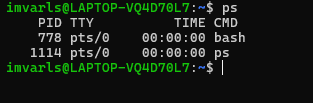 imvarls@LAPTOP-VQ4D70L7:~$ ps
    PID TTY          TIME CMD
    778 pts/0    00:00:00 bash
   1114 pts/0    00:00:00 ps
imvarls@LAPTOP-VQ4D70L7:~$